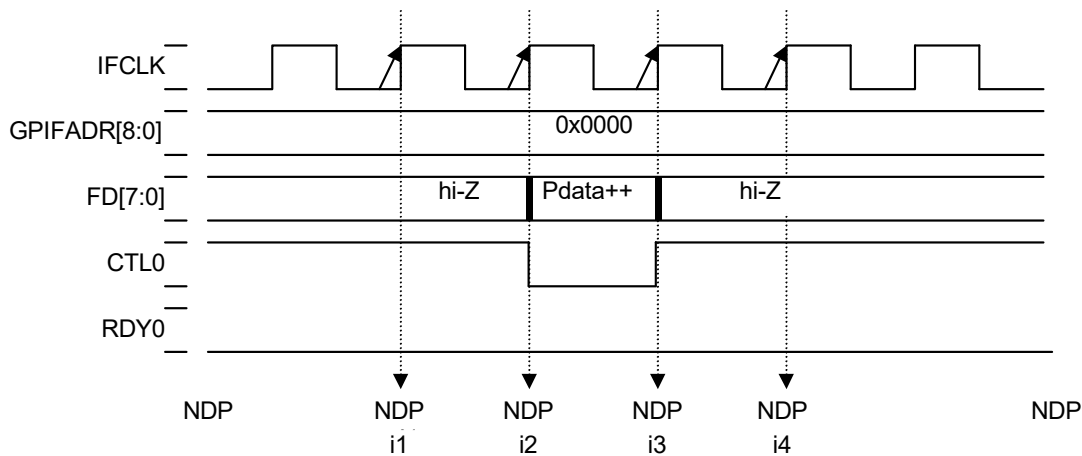 IFCLK
GPIFADR[8:0]
0x0000
FD[7:0]
hi-Z Pdata++ hi-Z
CTL0
RDY0
NDP NDP NDP NDP NDP NDP
i1 i2 i3 i4